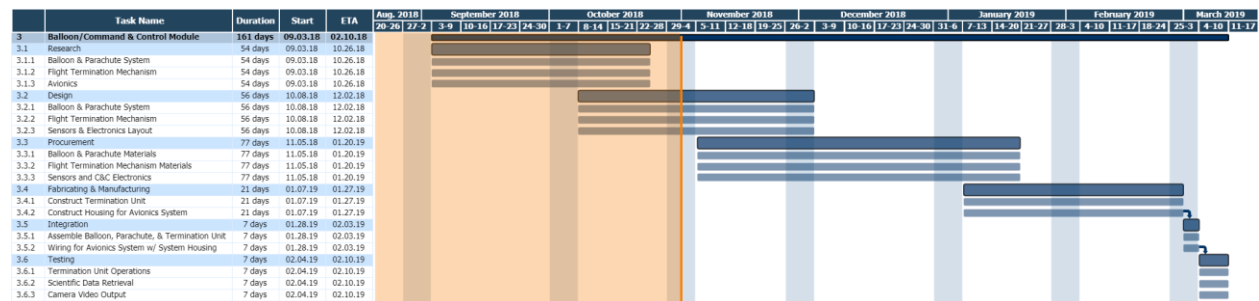 Aug. 2018 September 2018 October 2018 November 2018 December 2018 January 2019 February 2019 March 2019
Task Name Duration Start ETA 20-26 27-2 3-9 10-16 17-23 24-30 1-7 8-14 15-21 22-28 29-4 5-11 12-18 19-25 26-2 3-9 10-16 17-23 24-30 31-6 7-13 14-20 21-27 28-3 4-10 11-17 18-24 25-3 4-10 11-17
3 Balloon/Command & Control Module 161 days 09.03.18 02.10.18
3.1 Research 54 days 09.03.18 10.26.18
3.1.1 Balloon & Parachute System 54 days 09.03.18 10.26.18
3.1.2 Flight Termination Mechanism 54 days 09.03.18 10.26.18
3.1.3 Avionics 54 days 09.03.18 10.26.18
3.2 Design 56 days 10.08.18 12.02.18
3.2.1 Balloon & Parachute System 56 days 10.08.18 12.02.18
3.2.2 Flight Termination Mechanism 56 days 10.08.18 12.02.18
3.2.3 Sensors & Electronics Layout 56 days 10.08.18 12.02.18
3.3 Procurement 77 days 11.05.18 01.20.19
3.3.1 Balloon & Parachute Materials 77 days 11.05.18 01.20.19
3.3.2 Flight Termination Mechanism Materials 77 days 11.05.18 01.20.19
3.3.3 Sensors and C&C Electronics 77 days 11.05.18 01.20.19
3.4 Fabricating & Manufacturing 21 days 01.07.19 01.27.19
3.4.1 Construct Termination Unit 21 days 01.07.19 01.27.19
3.4.2 Construct Housing for Avionics System 21 days 01.07.19 01.27.19
3.5 Integration 7 days 01.28.19 02.03.19
3.5.1 Assemble Balloon, Parachute, & Termination Unit 7 days 01.28.19 02.03.19
3.5.2 Wiring for Avionics System w/ System Housing 7 days 01.28.19 02.03.19
3.6 Testing 7 days 02.04.19 02.10.19
3.6.1 Termination Unit Operations 7 days 02.04.19 02.10.19
3.6.2 Scientific Data Retrieval 7 days 02.04.19 02.10.19
3.6.3 Camera Video Output 7 days 02.04.19 02.10.19